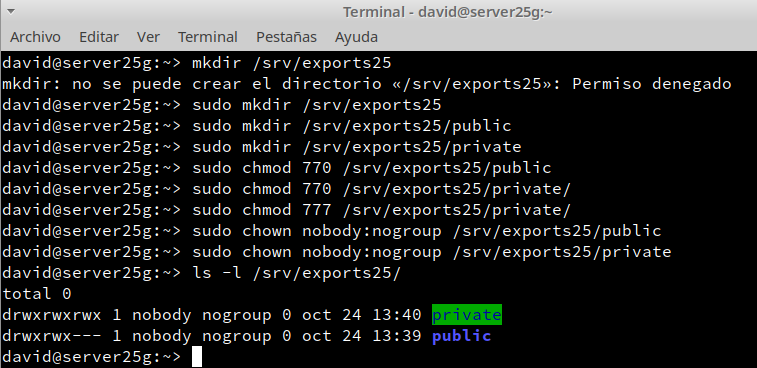 Terminal - david@server25g:~
Archivo Editar Ver Terminal Pestañas Ayuda
david@server25g:~> mkdir /srv/exports25
mkdir: no se puede crear el directorio «/srv/exports25»: Permiso denegado
david@server25g:~> sudo mkdir /srv/exports25
david@server25g:~> sudo mkdir /srv/exports25/public
david@server25g:~> sudo mkdir /srv/exports25/private
david@server25g:~> sudo chmod 770 /srv/exports25/public
david@server25g:~> sudo chmod 770 /srv/exports25/private/
david@server25g:~> sudo chmod 777 /srv/exports25/private/
david@server25g:~> sudo chown nobody:nogroup /srv/exports25/public
david@server25g:~> sudo chown nobody:nogroup /srv/exports25/private
david@server25g:~> ls -l /srv/exports25/
total 0
drwxrwxrwx 1 nobody nogroup 0 oct 24 13:40 private
drwxrwx--- 1 nobody nogroup 0 oct 24 13:39 public
david@server25g:~>